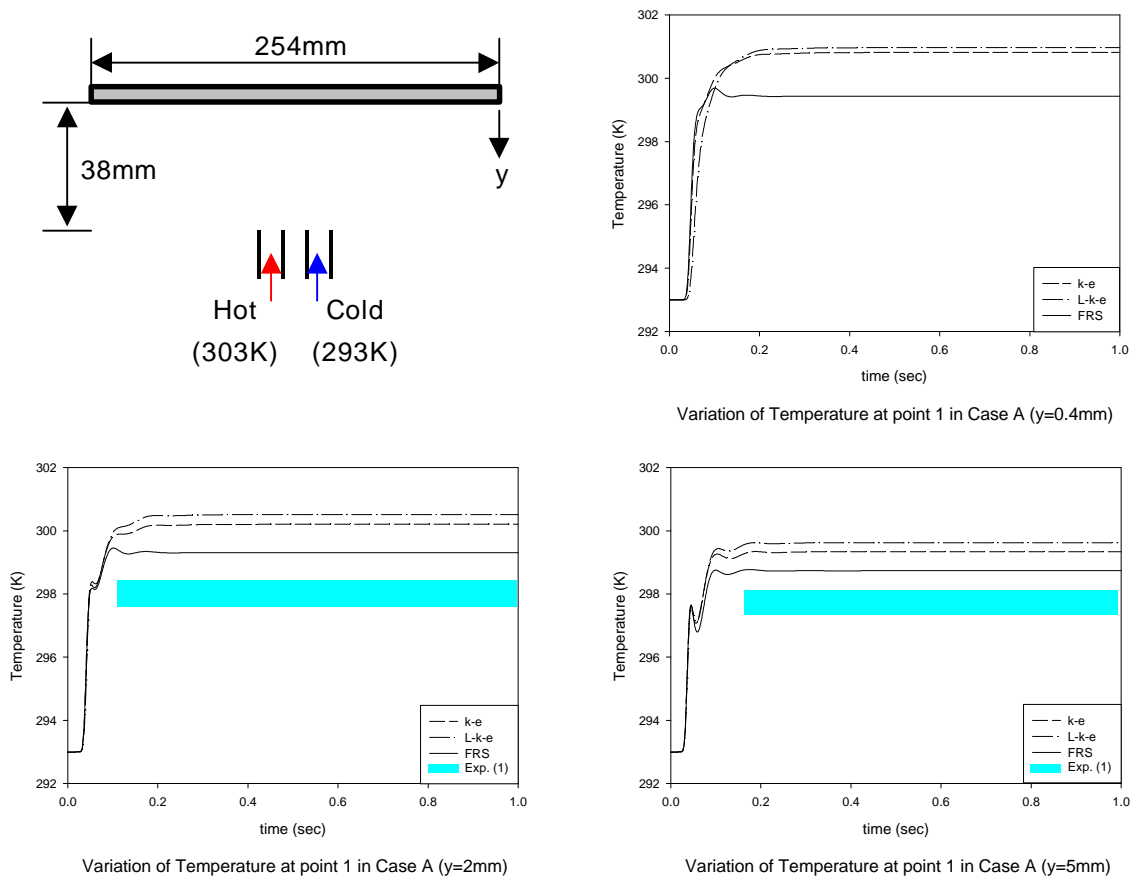 254mm
38mm
y
Hot
(303K)
Cold
(293K)
302
300
298
296
294
292
Temperature (K)
0.0 0.2 0.4 0.6 0.8 1.0
time (sec)
k-e
L-k-e
FRS
Variation of Temperature at point 1 in Case A (y=0.4mm)
302
300
298
296
294
292
Temperature (K)
0.0 0.2 0.4 0.6 0.8 1.0
time (sec)
k-e
L-k-e
FRS
Exp. (1)
Variation of Temperature at point 1 in Case A (y=2mm)
302
300
298
296
294
292
Temperature (K)
0.0 0.2 0.4 0.6 0.8 1.0
time (sec)
k-e
L-k-e
FRS
Exp. (1)
Variation of Temperature at point 1 in Case A (y=5mm)